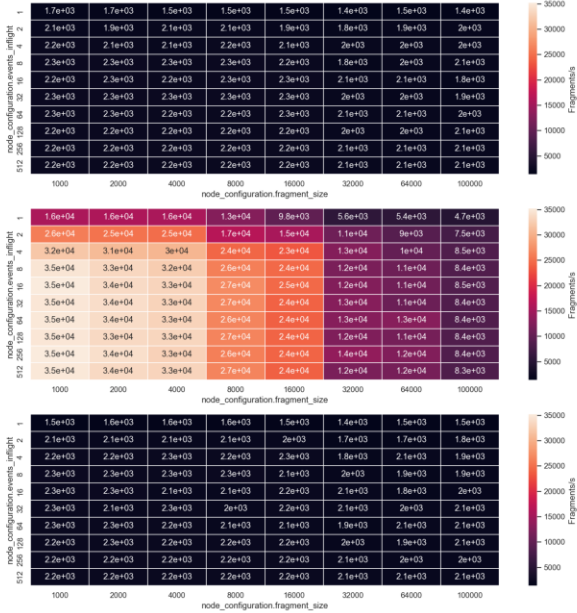 1 1.7e+03 1.7e+03 1.5e+03 1.5e+03 1.5e+03 1.4e+03 1.5e+03 1.4e+03
2 2.1e+03 1.9e+03 2.1e+03 2.1e+03 1.9e+03 1.8e+03 1.9e+03 2e+03
4 2.2e+03 2.1e+03 2.1e+03 2.2e+03 2.1e+03 2e+03 2e+03 2e+03
8 2.3e+03 2.2e+03 2.3e+03 2.3e+03 2.2e+03 1.8e+03 2e+03 2.1e+03
16 2.2e+03 2.3e+03 2.2e+03 2.3e+03 2.3e+03 2.1e+03 2.1e+03 1.8e+03
32 2.3e+03 2.2e+03 2.2e+03 2.3e+03 2.3e+03 2e+03 2e+03 1.9e+03
64 2.3e+03 2.3e+03 2.2e+03 2.2e+03 2.2e+03 2.1e+03 2.1e+03 2e+03
128 2.2e+03 2.2e+03 2.2e+03 2.2e+03 2.2e+03 2e+03 2e+03 2.1e+03
256 2.2e+03 2.2e+03 2.2e+03 2.2e+03 2.2e+03 2.1e+03 2.1e+03 2.1e+03
512 2.2e+03 2.2e+03 2.2e+03 2.2e+03 2.2e+03 2.1e+03 2.1e+03 2.1e+03
node_configuration.events_inflight
1000 2000 4000 8000 16000 32000 64000 100000
node_configuration.fragment_size
35000
30000
25000
20000
15000
10000
5000
Fragments/s
1 1.6e+04 1.6e+04 1.6e+04 1.3e+04 9.8e+03 5.6e+03 5.4e+03 4.7e+03
2 2.6e+04 2.5e+04 2.5e+04 1.7e+04 1.5e+04 1.1e+04 9e+03 7.5e+03
4 3.2e+04 3.1e+04 3e+04 2.4e+04 2.3e+04 1.3e+04 1e+04 8.5e+03
8 3.5e+04 3.3e+04 3.2e+04 2.6e+04 2.4e+04 1.2e+04 1.1e+04 8.4e+03
16 3.5e+04 3.4e+04 3.3e+04 2.7e+04 2.5e+04 1.2e+04 1.1e+04 8.4e+03
32 3.5e+04 3.4e+04 3.3e+04 2.7e+04 2.4e+04 1.3e+04 1.1e+04 8.4e+03
64 3.5e+04 3.4e+04 3.3e+04 2.6e+04 2.4e+04 1.3e+04 1.3e+04 8.4e+03
128 3.5e+04 3.4e+04 3.3e+04 2.7e+04 2.4e+04 1.2e+04 1.1e+04 8.4e+03
256 3.5e+04 3.4e+04 3.3e+04 2.6e+04 2.4e+04 1.4e+04 1.2e+04 8.4e+03
512 3.5e+04 3.4e+04 3.3e+04 2.7e+04 2.4e+04 1.2e+04 1.2e+04 8.3e+03
node_configuration.events_inflight
1000 2000 4000 8000 16000 32000 64000 100000
node_configuration.fragment_size
35000
30000
25000
20000
15000
10000
5000
Fragments/s
1 1.5e+03 1.6e+03 1.6e+03 1.6e+03 1.5e+03 1.4e+03 1.5e+03 1.5e+03
2 2.1e+03 2.1e+03 2.1e+03 2.1e+03 2e+03 1.7e+03 1.7e+03 1.8e+03
4 2.2e+03 2.2e+03 2.3e+03 2.2e+03 2.3e+03 1.8e+03 2.1e+03 1.9e+03
8 2.3e+03 2.3e+03 2.3e+03 2.3e+03 2.1e+03 2e+03 1.9e+03 1.9e+03
16 2.3e+03 2.3e+03 2.1e+03 2.2e+03 2.2e+03 2.1e+03 1.8e+03 2e+03
32 2.3e+03 2.2e+03 2.3e+03 2e+03 2.2e+03 2.1e+03 2e+03 2.1e+03
64 2.3e+03 2.3e+03 2.2e+03 2.1e+03 2.1e+03 1.9e+03 2.1e+03 2.1e+03
128 2.2e+03 2.3e+03 2.2e+03 2.2e+03 2.2e+03 2e+03 1.9e+03 2.1e+03
256 2.2e+03 2.2e+03 2.2e+03 2.2e+03 2.2e+03 2.1e+03 2e+03 2e+03
512 2.2e+03 2.2e+03 2.2e+03 2.2e+03 2.2e+03 2.1e+03 2.1e+03 2.1e+03
node_configuration.events_inflight
1000 2000 4000 8000 16000 32000 64000 100000
node_configuration.fragment_size
35000
30000
25000
20000
15000
10000
5000
Fragments/s